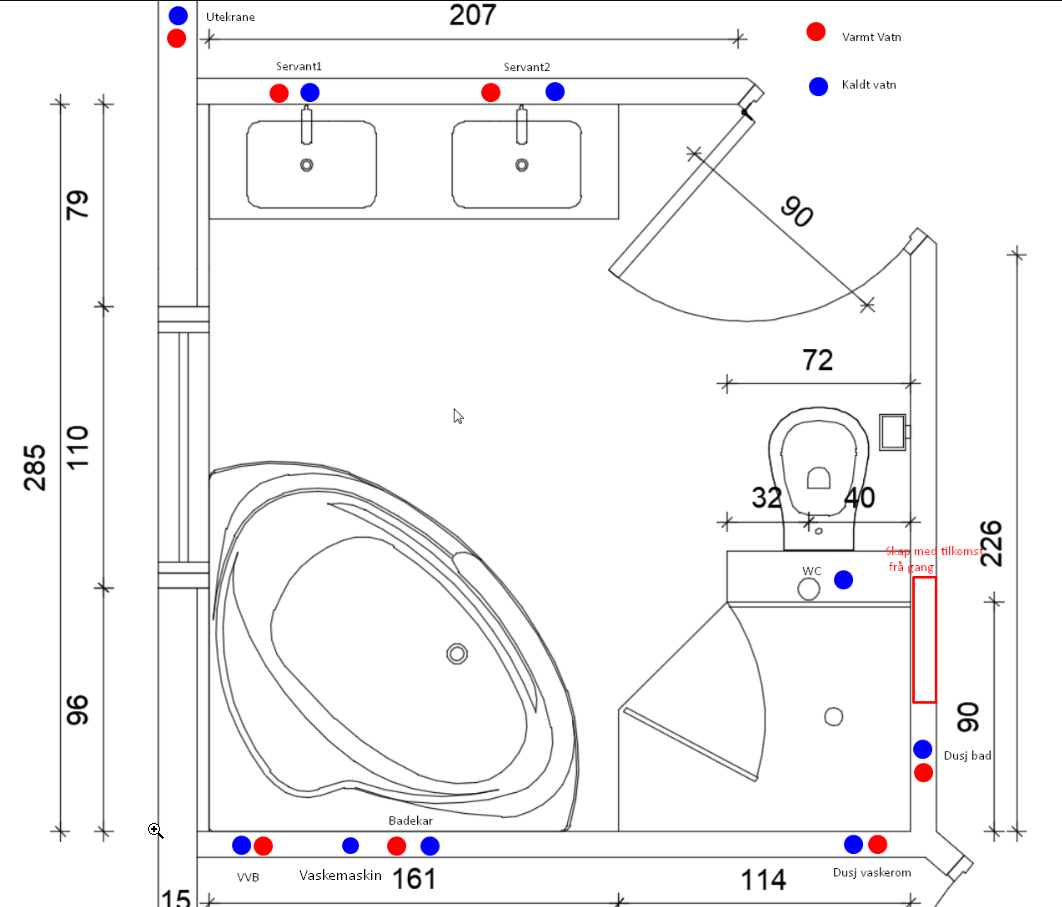 Utekrane
207
Varmt Vatn
Servant1
Servant2
Kaldt vatn
79
90
72
285
110
32
40
226
Skap med tilkomst
frå gang
WC
96
90
Dusj bad
Badekar
VVB
Vaskemaskin
161
114
Dusj vaskerom
15